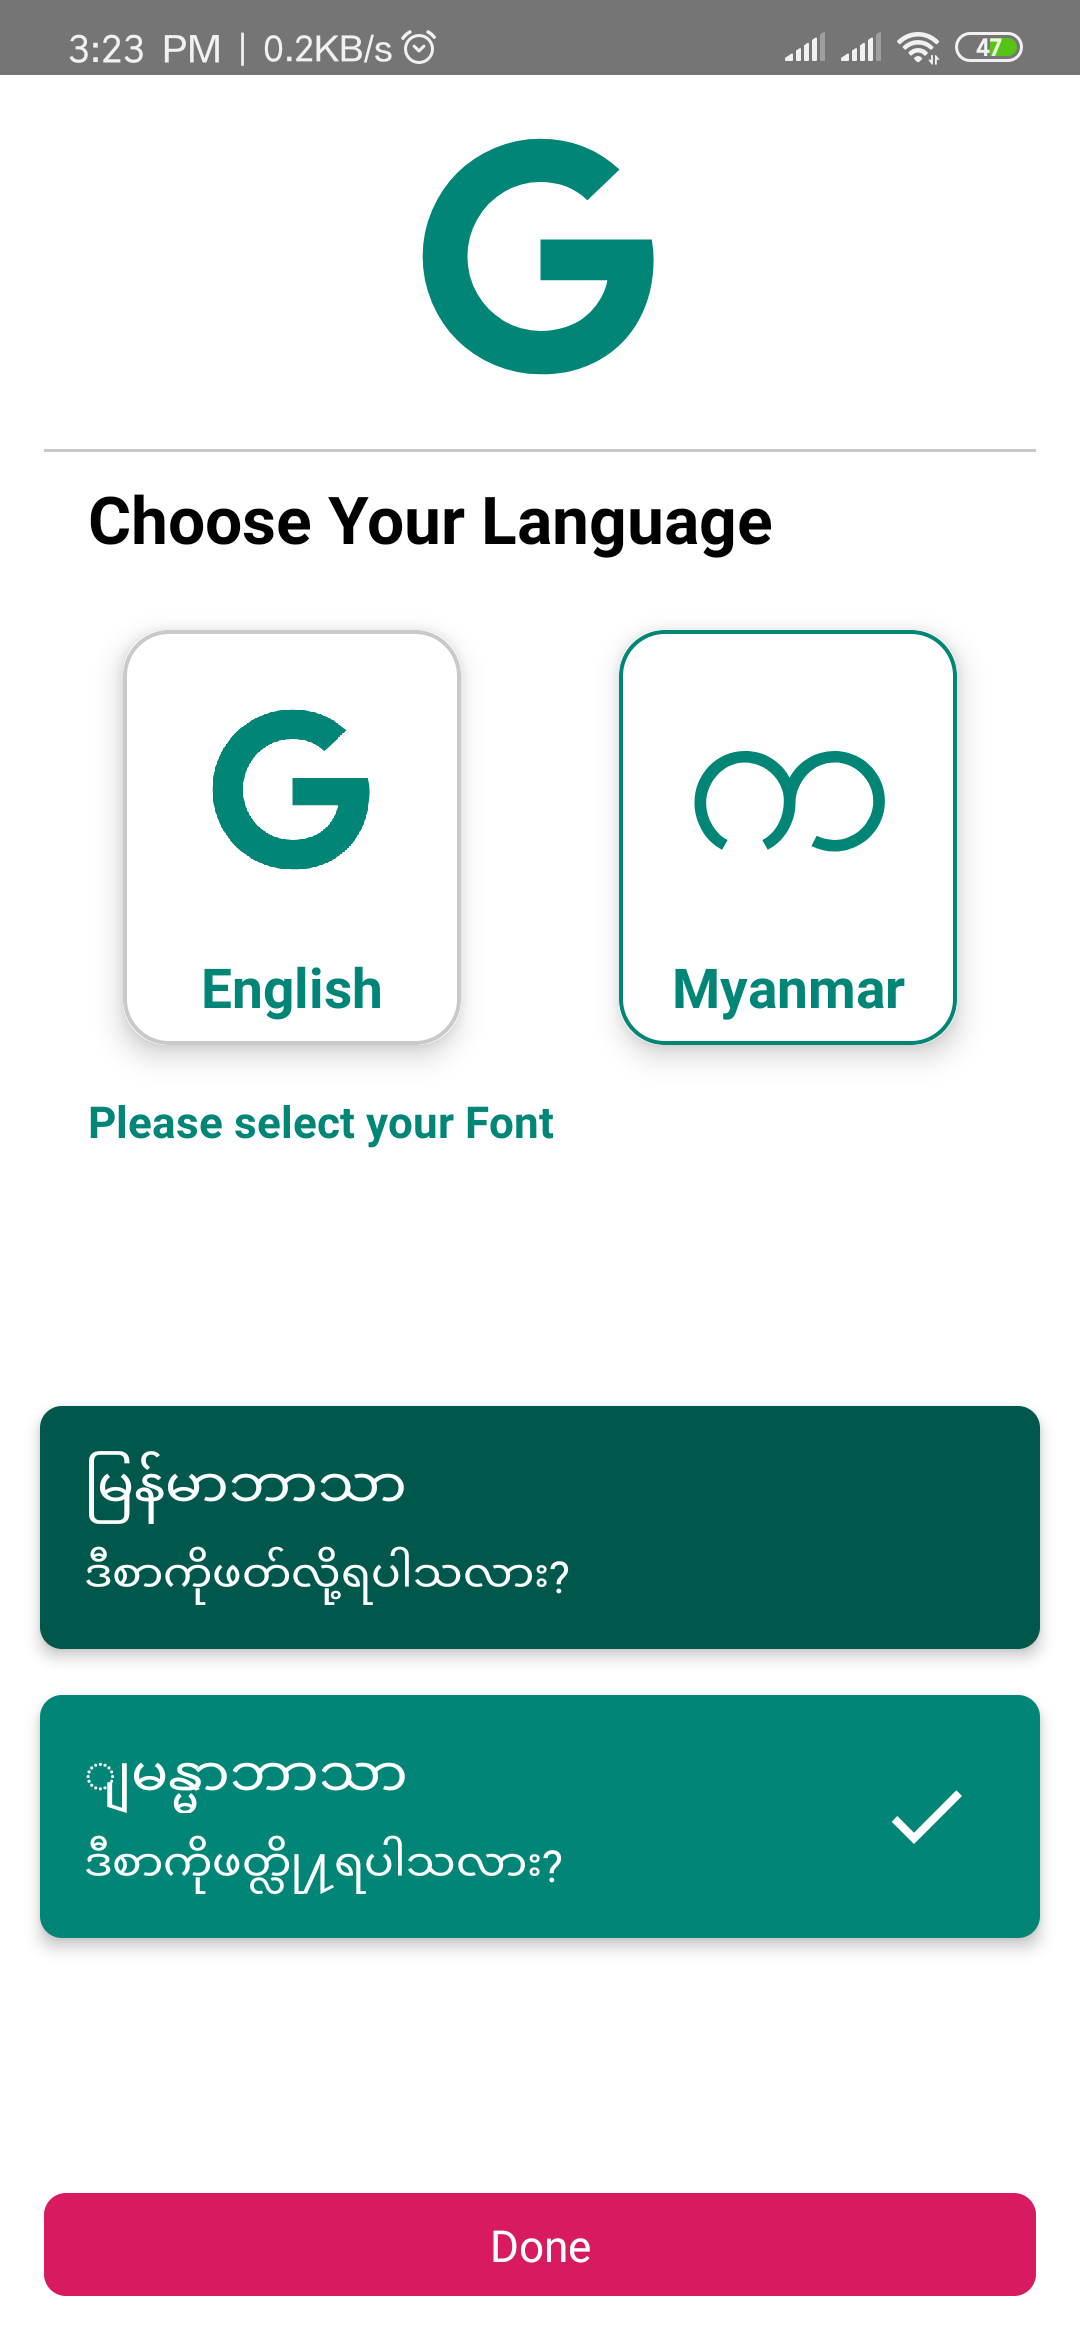 3:23 PM | 0.2KB/s
47
G
Choose Your Language
G
က
English
Myanmar
Please select your Font
မြန်မာဘာသာ
ဒီစာကိုဖတ်လို့ရပါသလား?
ျမန္မာဘာသာ
ဒီစာကိုဖတ္လို႔ရပါသလား?
Done